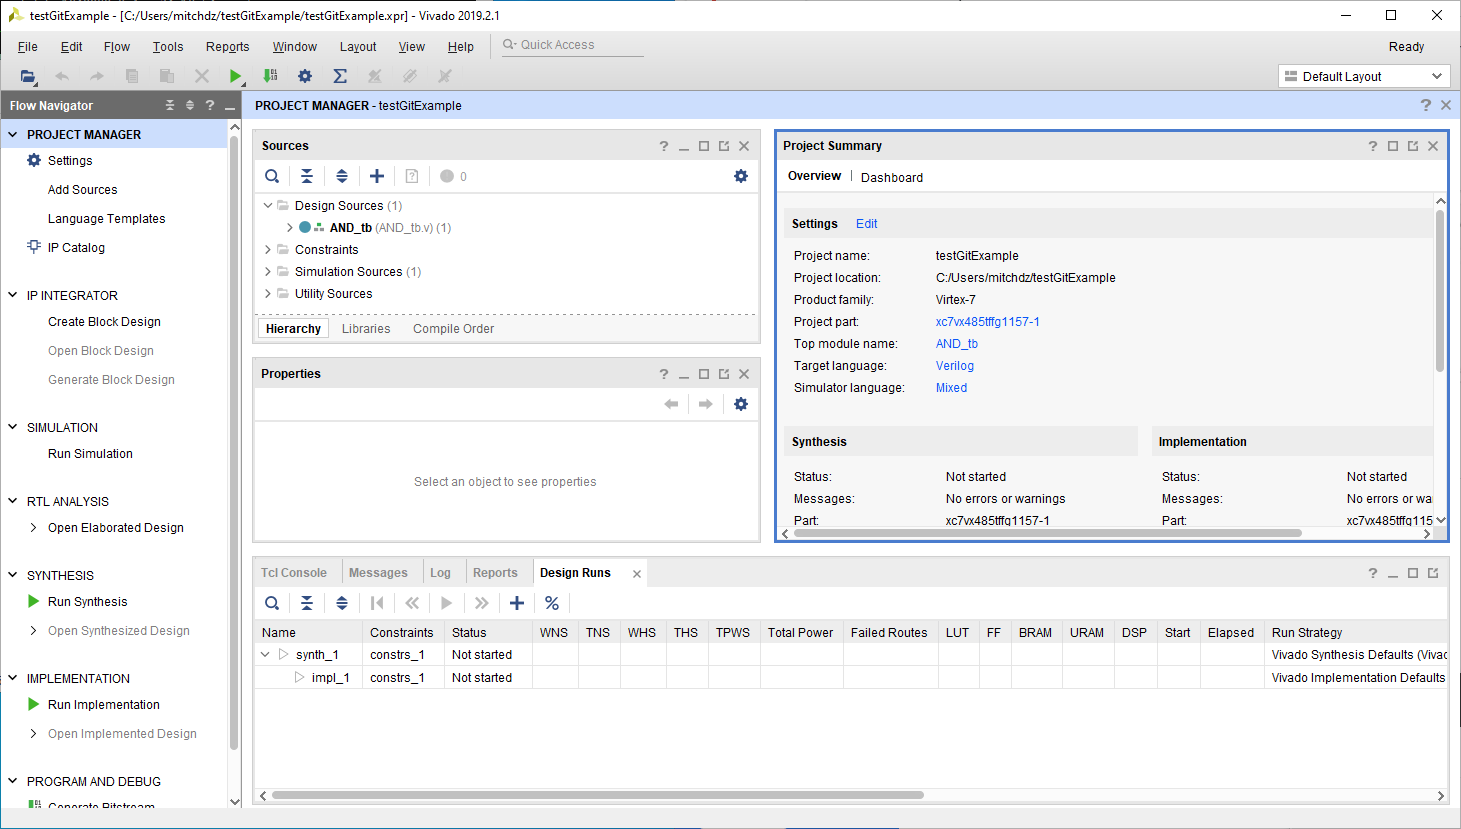 testGitExample - [C:/Users/mitchdz/testGitExample/testGitExample.xpr] - Vivado 2019.2.1
File Edit Flow Tools Reports Window Layout View Help Quick Access Ready
Default Layout
Flow Navigator
PROJECT MANAGER
Settings
Add Sources
Language Templates
IP Catalog
IP INTEGRATOR
Create Block Design
Open Block Design
Generate Block Design
SIMULATION
Run Simulation
RTL ANALYSIS
Open Elaborated Design
SYNTHESIS
Run Synthesis
Open Synthesized Design
IMPLEMENTATION
Run Implementation
Open Implemented Design
PROGRAM AND DEBUG
Generate Bitstream
PROJECT MANAGER - testGitExample
Sources
0
Design Sources (1)
AND_tb (AND_tb.v) (1)
Constraints
Simulation Sources (1)
Utility Sources
Hierarchy Libraries Compile Order
Properties
Select an object to see properties
Project Summary
Overview | Dashboard
Settings Edit
Project name: testGitExample
Project location: C:/Users/mitchdz/testGitExample
Product family: Virtex-7
Project part: xc7vx485tffg1157-1
Top module name: AND_tb
Target language: Verilog
Simulator language: Mixed
Synthesis Implementation
Status: Not started Status: Not started
Messages: No errors or warnings Messages: No errors or wa
Part: xc7vx485tffg1157-1 Part: xc7vx485tffg115
Tcl Console Messages Log Reports Design Runs
Name Constraints Status WNS TNS WHS THS TPWS Total Power Failed Routes LUT FF BRAM URAM DSP Start Elapsed Run Strategy
synth_1 constrs_1 Not started Vivado Synthesis Defaults (Vivad
impl_1 constrs_1 Not started Vivado Implementation Defaults